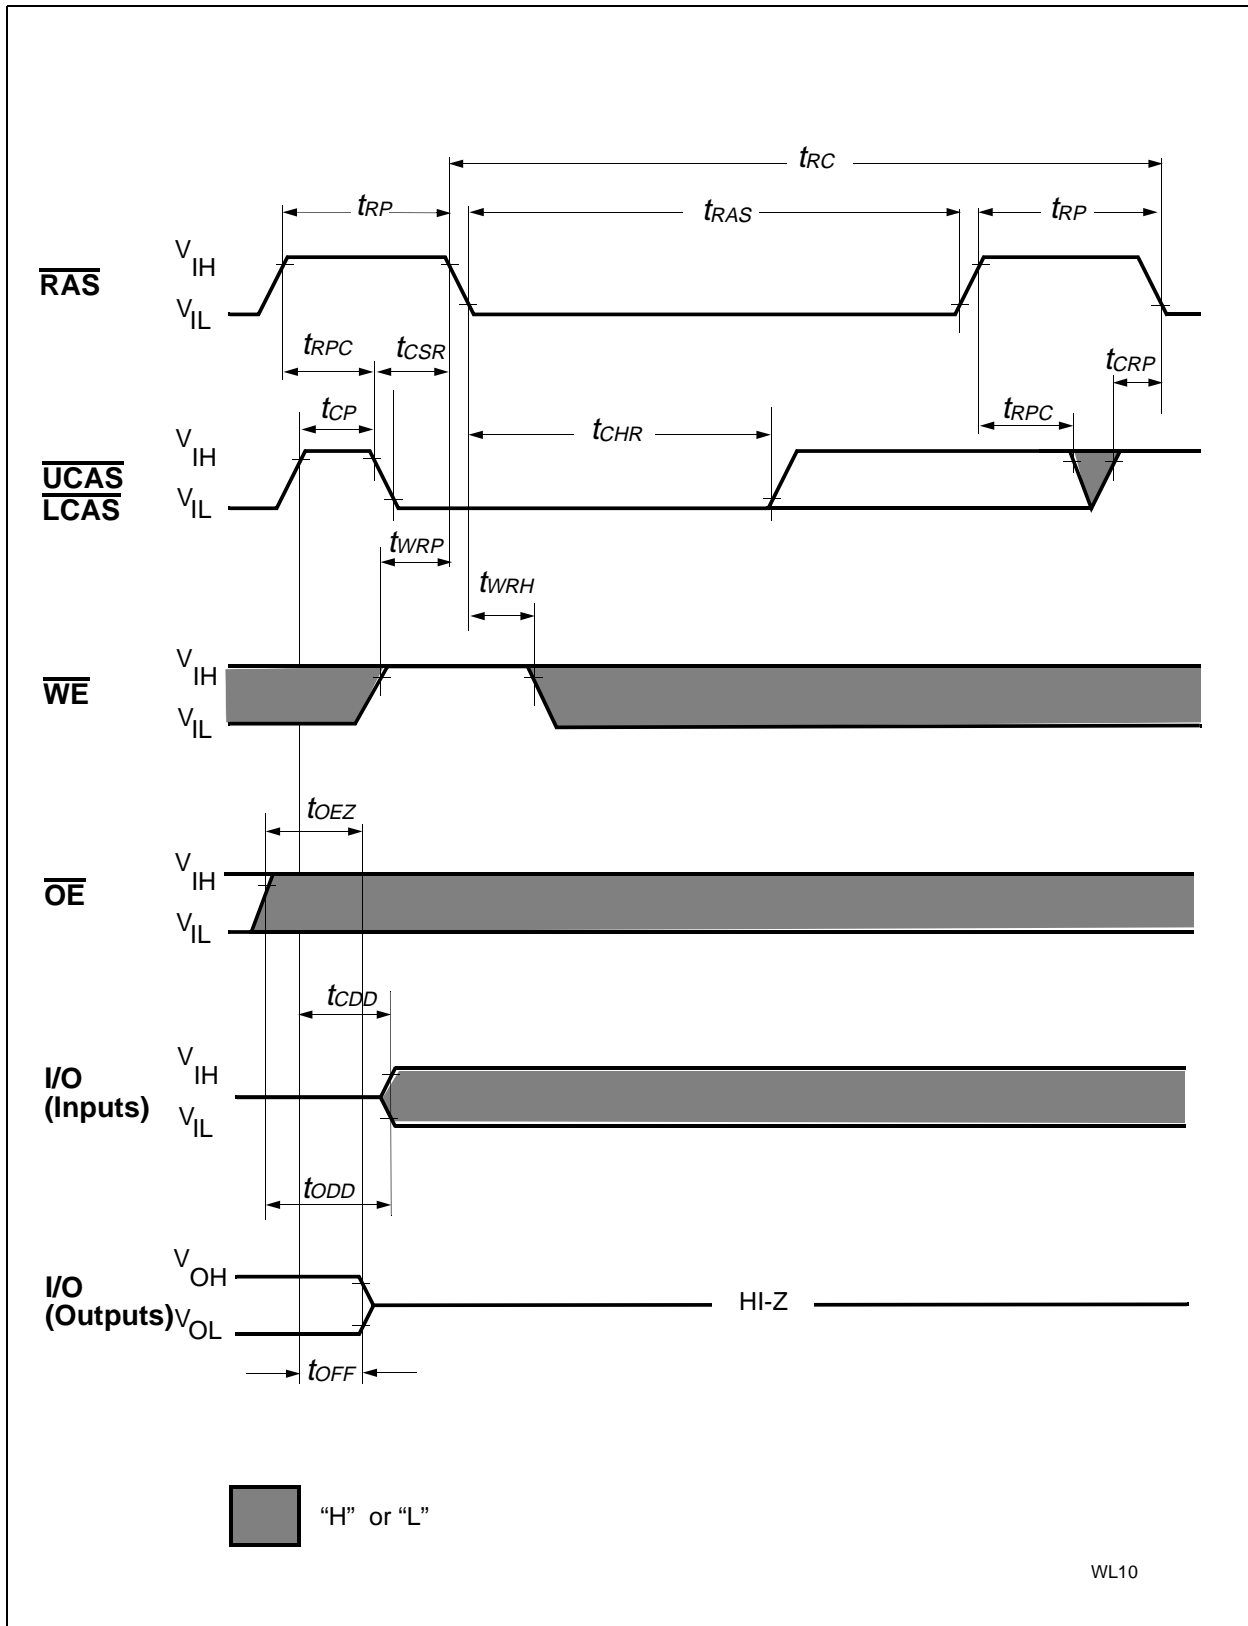 tRC
tRP
tRAS
tRP
RAS
VIH
VIL
tRPC
tCSR
tCRP
tCP
tCHR
tRPC
UCAS
LCAS
VIH
VIL
tWRP
tWRH
WE
VIH
VIL
tOEZ
OE
VIH
VIL
tCDD
I/O
(Inputs)
VIH
VIL
tODD
I/O
(Outputs)
VOH
VOL
HI-Z
tOFF
“H” or “L”
WL10